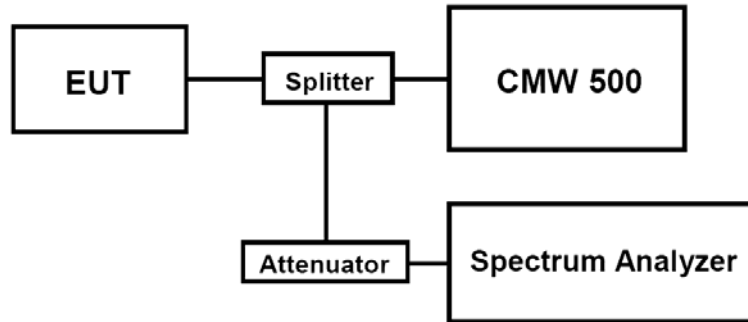 EUT
Splitter
CMW 500
Attenuator
Spectrum Analyzer